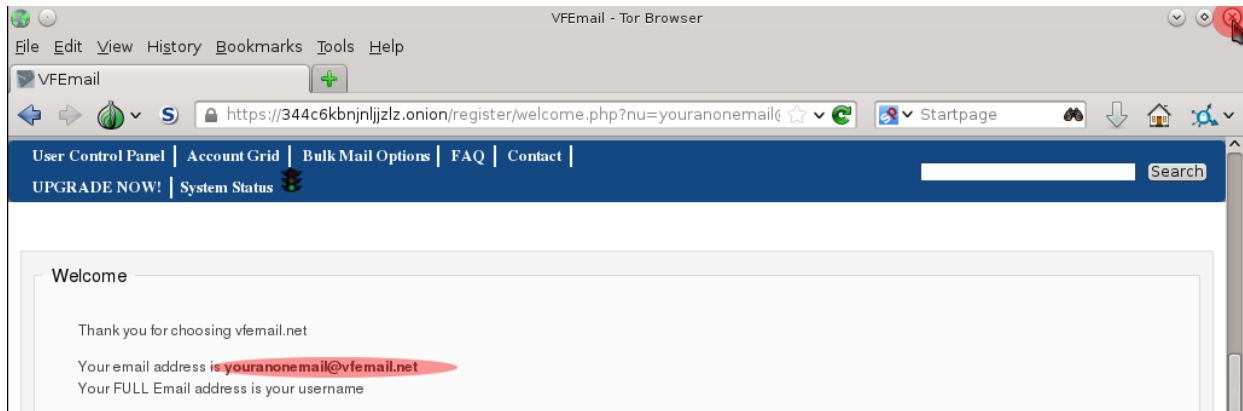 VFEmail - Tor Browser
File Edit View History Bookmarks Tools Help
VFEmail
https://344c6kbnjnljjzlz.onion/register/welcome.php?nu=youranonemail Startpage
User Control Panel Account Grid Bulk Mail Options FAQ Contact
Search
UPGRADE NOW! System Status
Welcome
Thank you for choosing vfemail.net
Your email address is youranonemail@vfemail.net
Your FULL Email address is your username